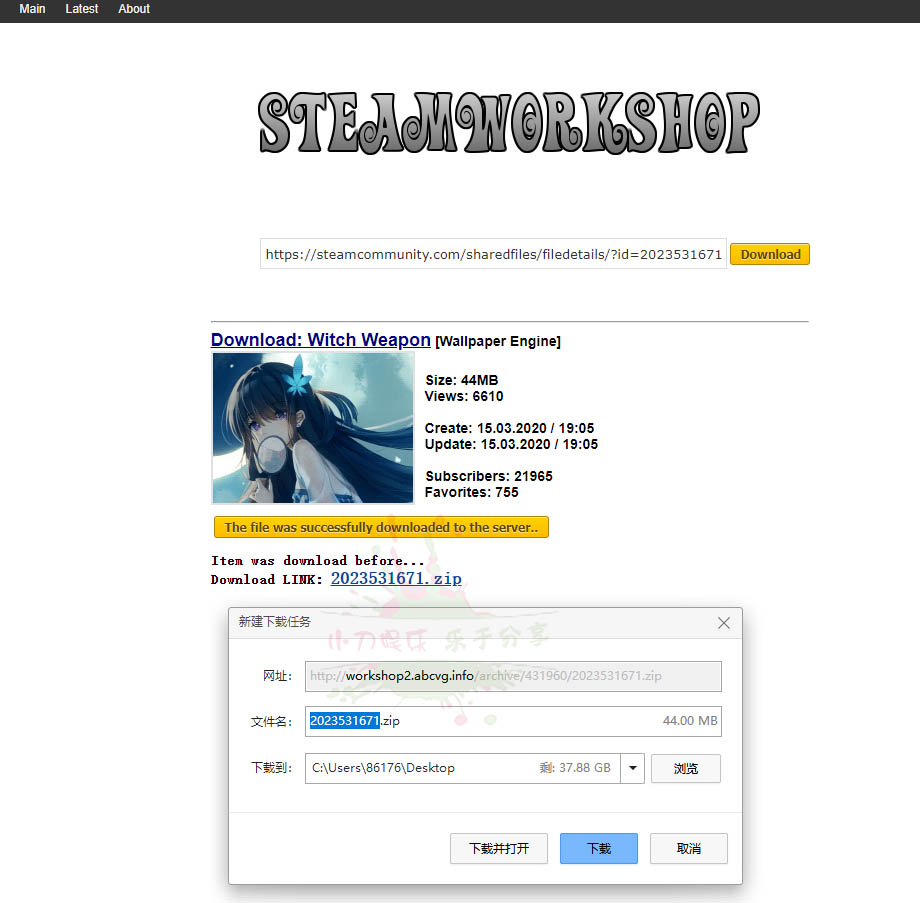 Main Latest About
STEAMWORKSHOP
https://steamcommunity.com/sharedfiles/filedetails/?id=2023531671 Download
Download: Witch Weapon [Wallpaper Engine]
Size: 44MB
Views: 6610
Create: 15.03.2020 / 19:05
Update: 15.03.2020 / 19:05
Subscribers: 21965
Favorites: 755
The file was successfully downloaded to the server..
Item was download before...
Download LINK: 2023531671.zip
新建下载任务
小刀娱乐 乐于分享
网址: http://workshop2.abcvg.info/archive/431960/2023531671.zip
文件名: 2023531671.zip 44.00 MB
下载到: C:\Users\86176\Desktop 剩: 37.88 GB 浏览
下载并打开 下载 取消